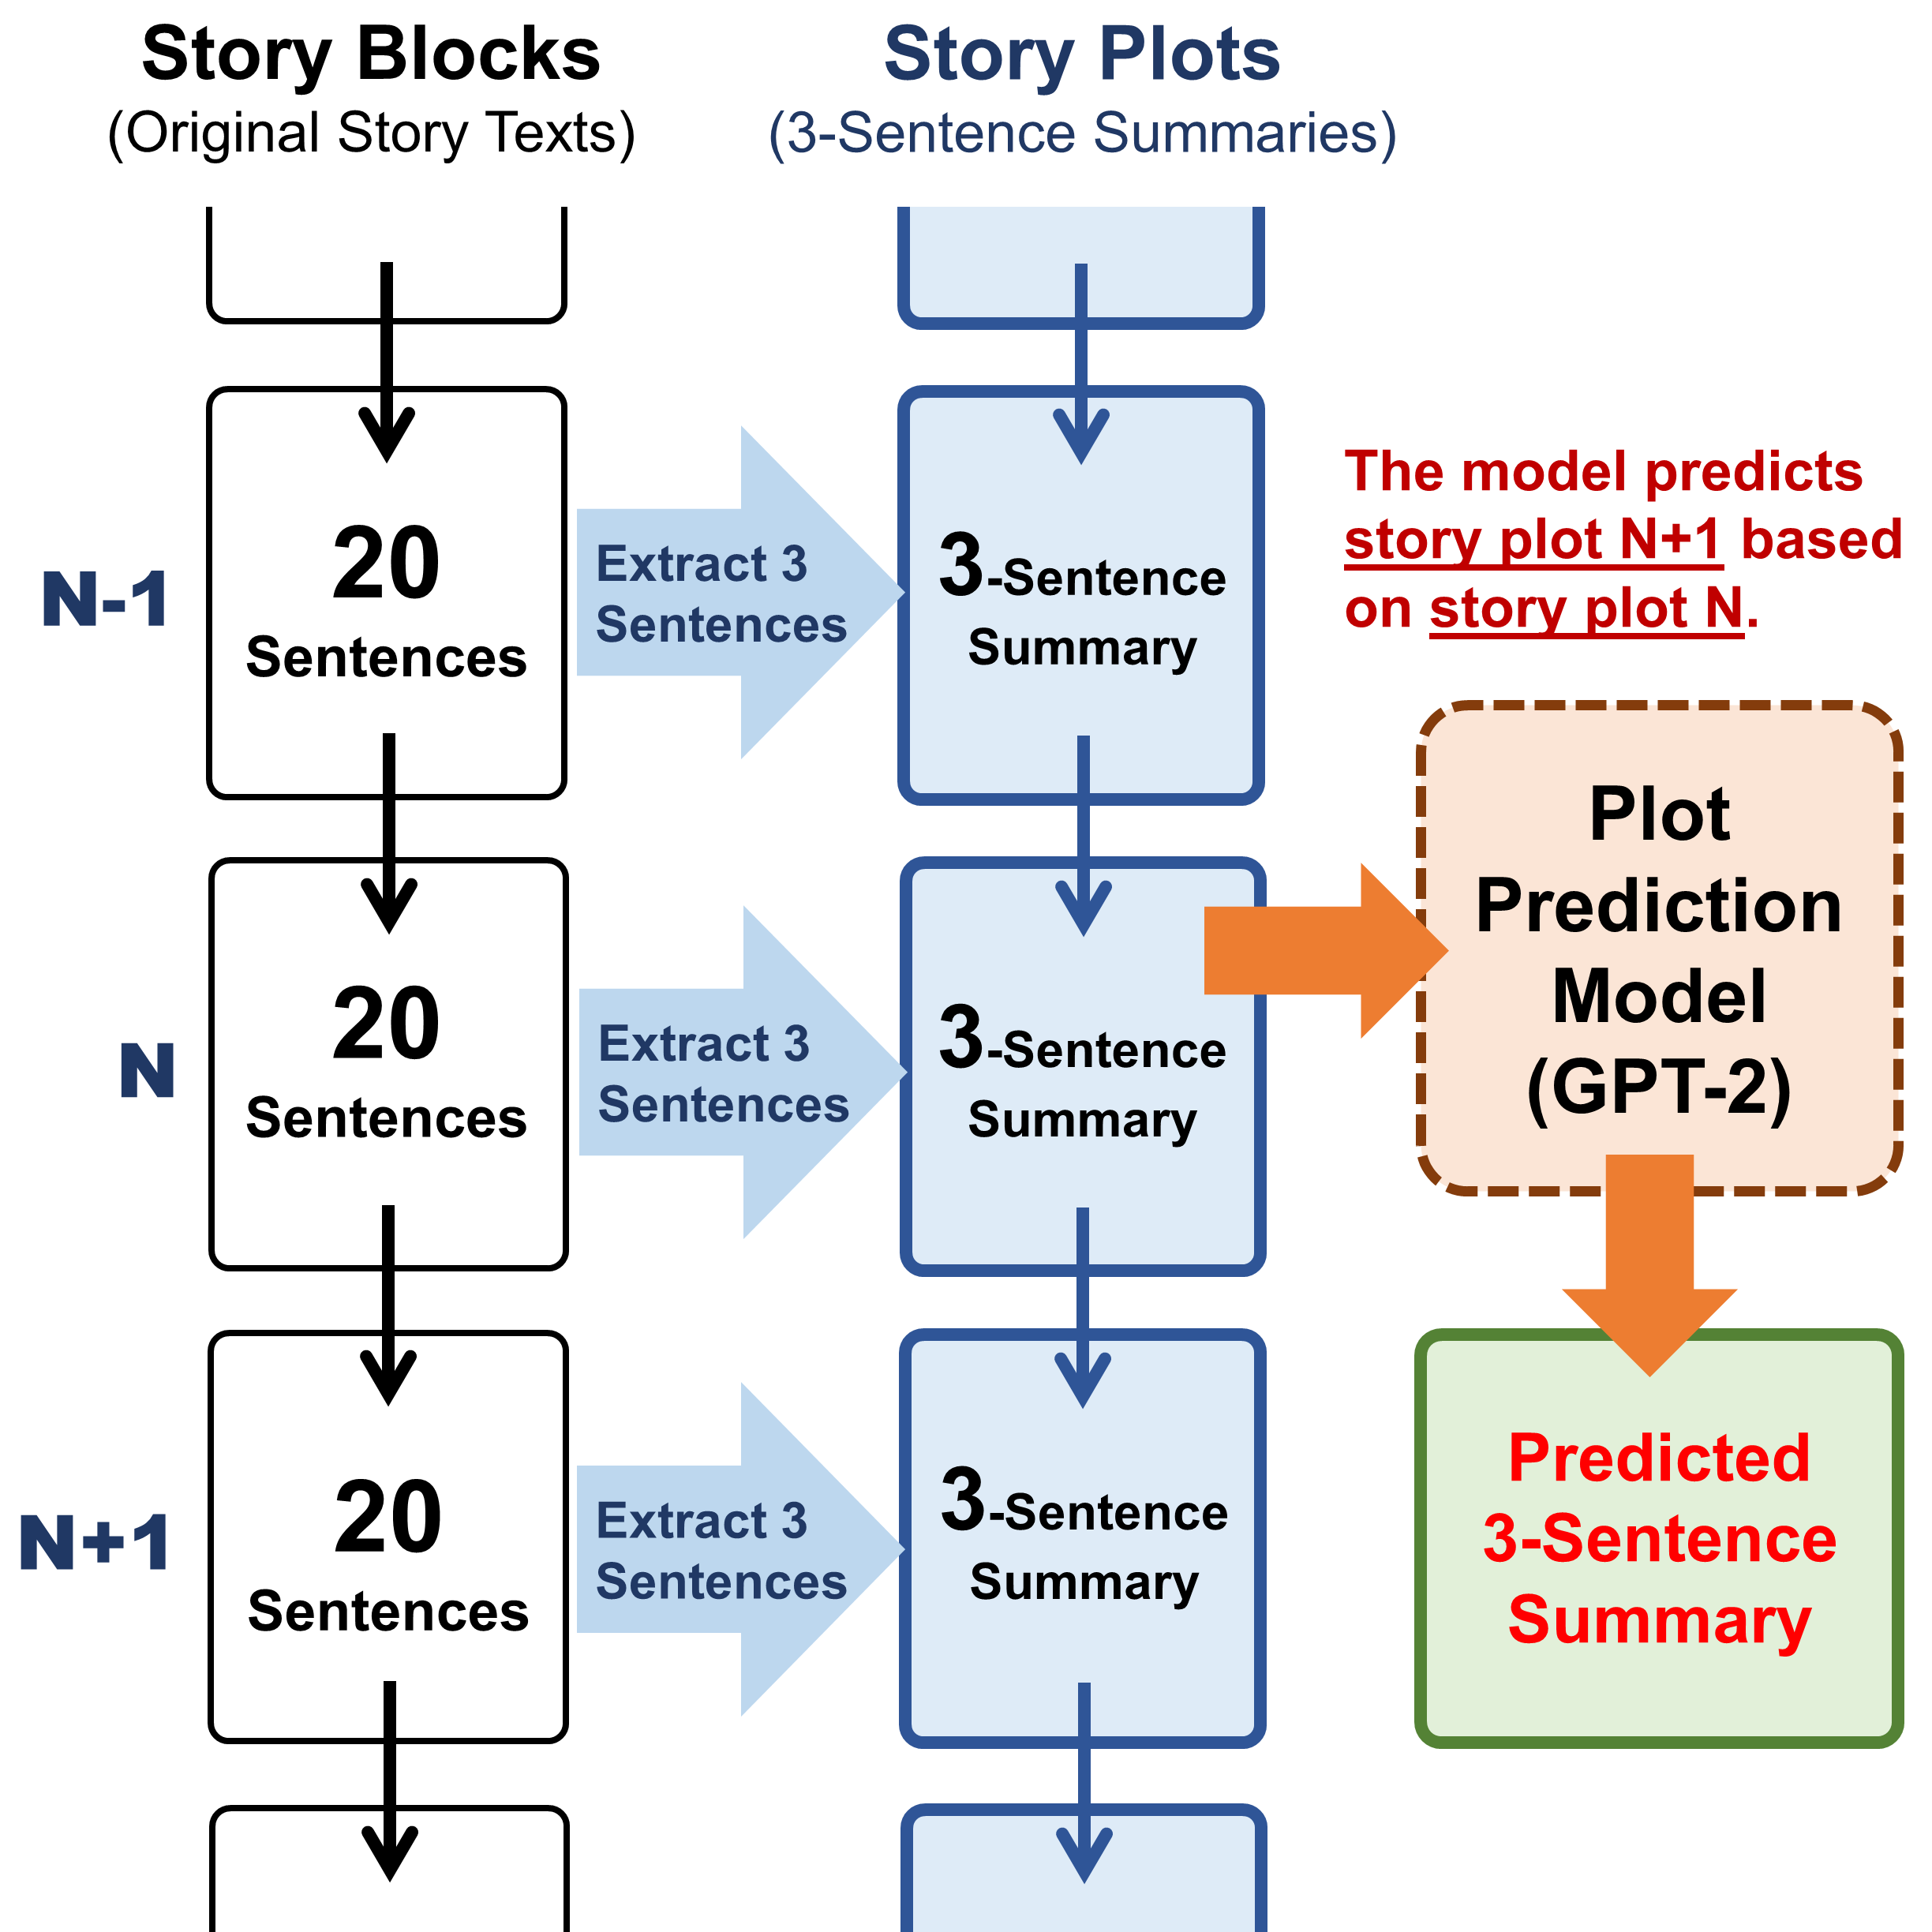 Story Blocks
(Original Story Texts)
Story Plots
(3-Sentence Summaries)
N-1
20
Sentences
Extract 3
Sentences
3-Sentence
Summary
The model predicts
story plot N+1 based
on story plot N.
N
20
Sentences
Extract 3
Sentences
3-Sentence
Summary
Plot
Prediction
Model
(GPT-2)
N+1
20
Sentences
Extract 3
Sentences
3-Sentence
Summary
Predicted
3-Sentence
Summary